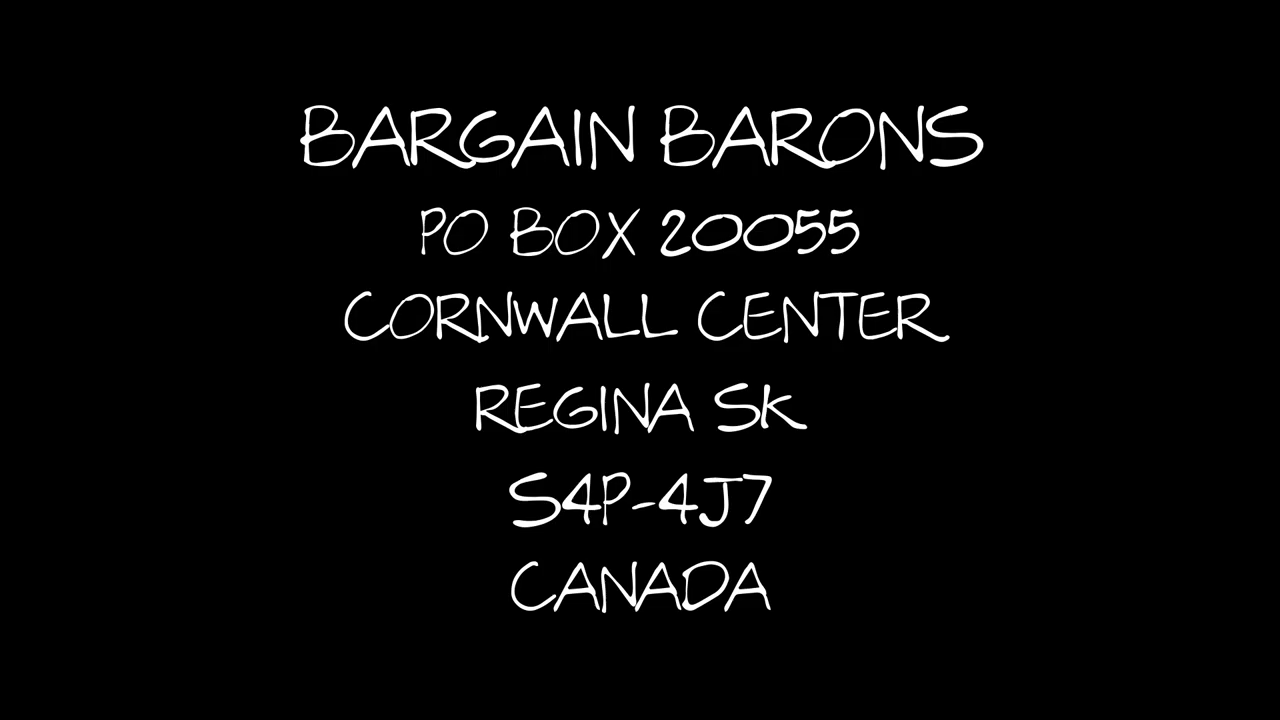 BARGAIN BARONS
PO BOX 20055
CORNWALL CENTER
REGINA SK
S4P-4J7
CANADA